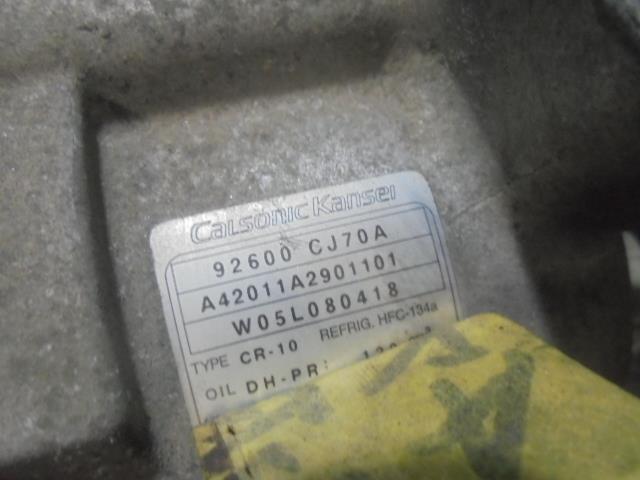 Calsonic Kansei
92600 CJ70A
A42011A2901101
W05L080418
TYPE CR-10 REFRIG. HFC-134a
OIL DH-PR: